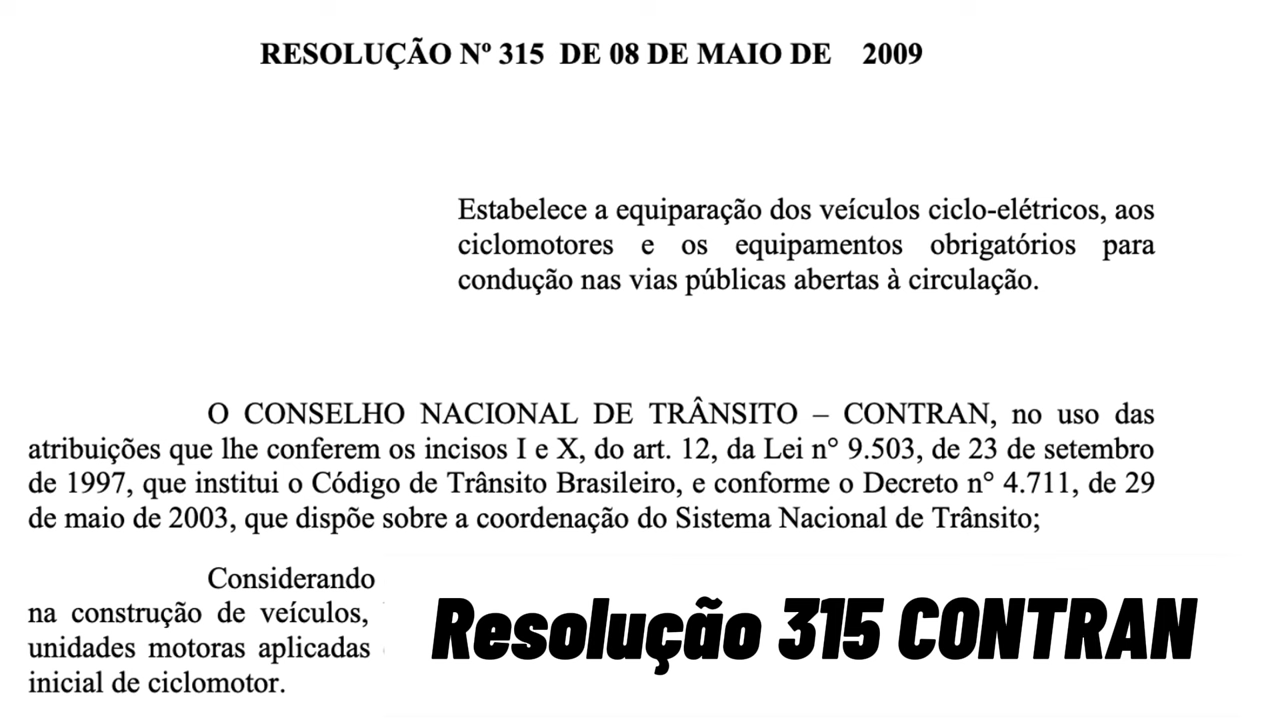 RESOLUÇÃO Nº 315 DE 08 DE MAIO DE 2009
Estabelece a equiparação dos veículos ciclo-elétricos, aos
ciclomotores e os equipamentos obrigatórios para
condução nas vias públicas abertas à circulação.
O CONSELHO NACIONAL DE TRÂNSITO – CONTRAN, no uso das
atribuições que lhe conferem os incisos I e X, do art. 12, da Lei n° 9.503, de 23 de setembro
de 1997, que institui o Código de Trânsito Brasileiro, e conforme o Decreto n° 4.711, de 29
de maio de 2003, que dispõe sobre a coordenação do Sistema Nacional de Trânsito;
Considerando
na construção de veículos,
unidades motoras aplicadas
inicial de ciclomotor.
Resolução 315 CONTRAN